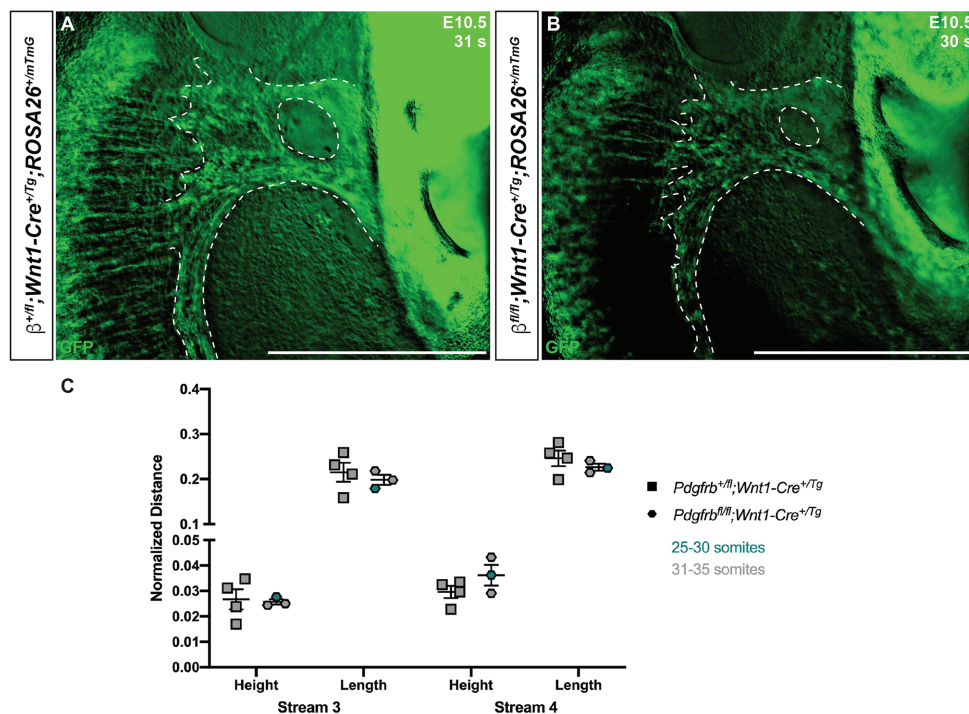 β+/fl;Wnt1-Cre+/Tg;ROSA26+/mTmG
A
E10.5
31 s
GFP
βfl/fl;Wnt1-Cre+/Tg;ROSA26+/mTmG
B
E10.5
30 s
GFP
C
Normalized Distance
0.4
0.3
0.2
0.1
0.05
0.04
0.03
0.02
0.01
0.00
Height
Length
Height
Length
Stream 3
Stream 4
Pdgfrb+/fl;Wnt1-Cre+/Tg
Pdgfrbfl/fl;Wnt1-Cre+/Tg
25-30 somites
31-35 somites